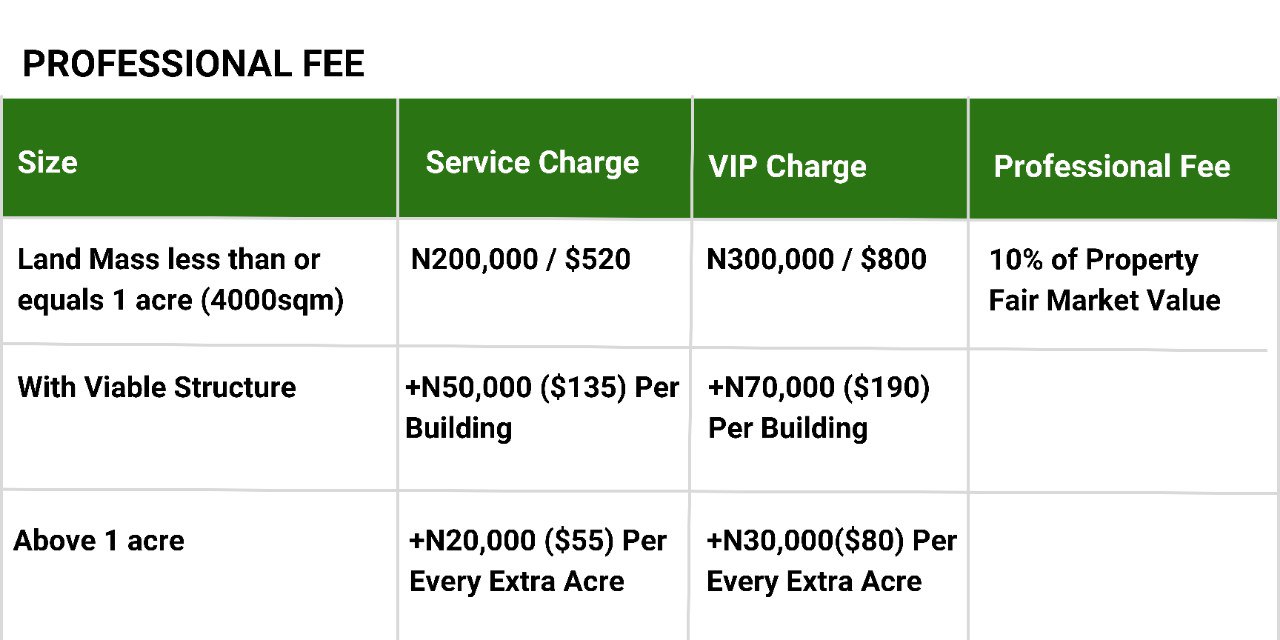 PROFESSIONAL FEE
Size
Service Charge
VIP Charge
Professional Fee
Land Mass less than or
equals 1 acre (4000sqm)
N200,000 / $520
N300,000 / $800
10% of Property
Fair Market Value
With Viable Structure
+N50,000 ($135) Per
Building
+N70,000 ($190)
Per Building
Above 1 acre
+N20,000 ($55) Per
Every Extra Acre
+N30,000($80) Per
Every Extra Acre